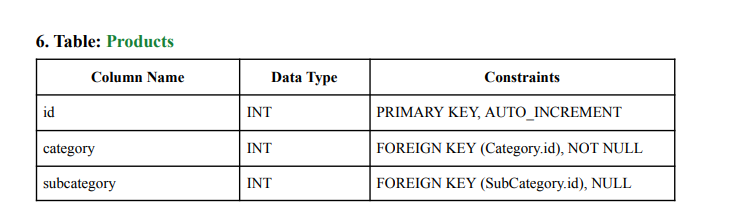 6. Table: Products
Column Name Data Type Constraints
id INT PRIMARY KEY, AUTO_INCREMENT
category INT FOREIGN KEY (Category.id), NOT NULL
subcategory INT FOREIGN KEY (SubCategory.id), NULL